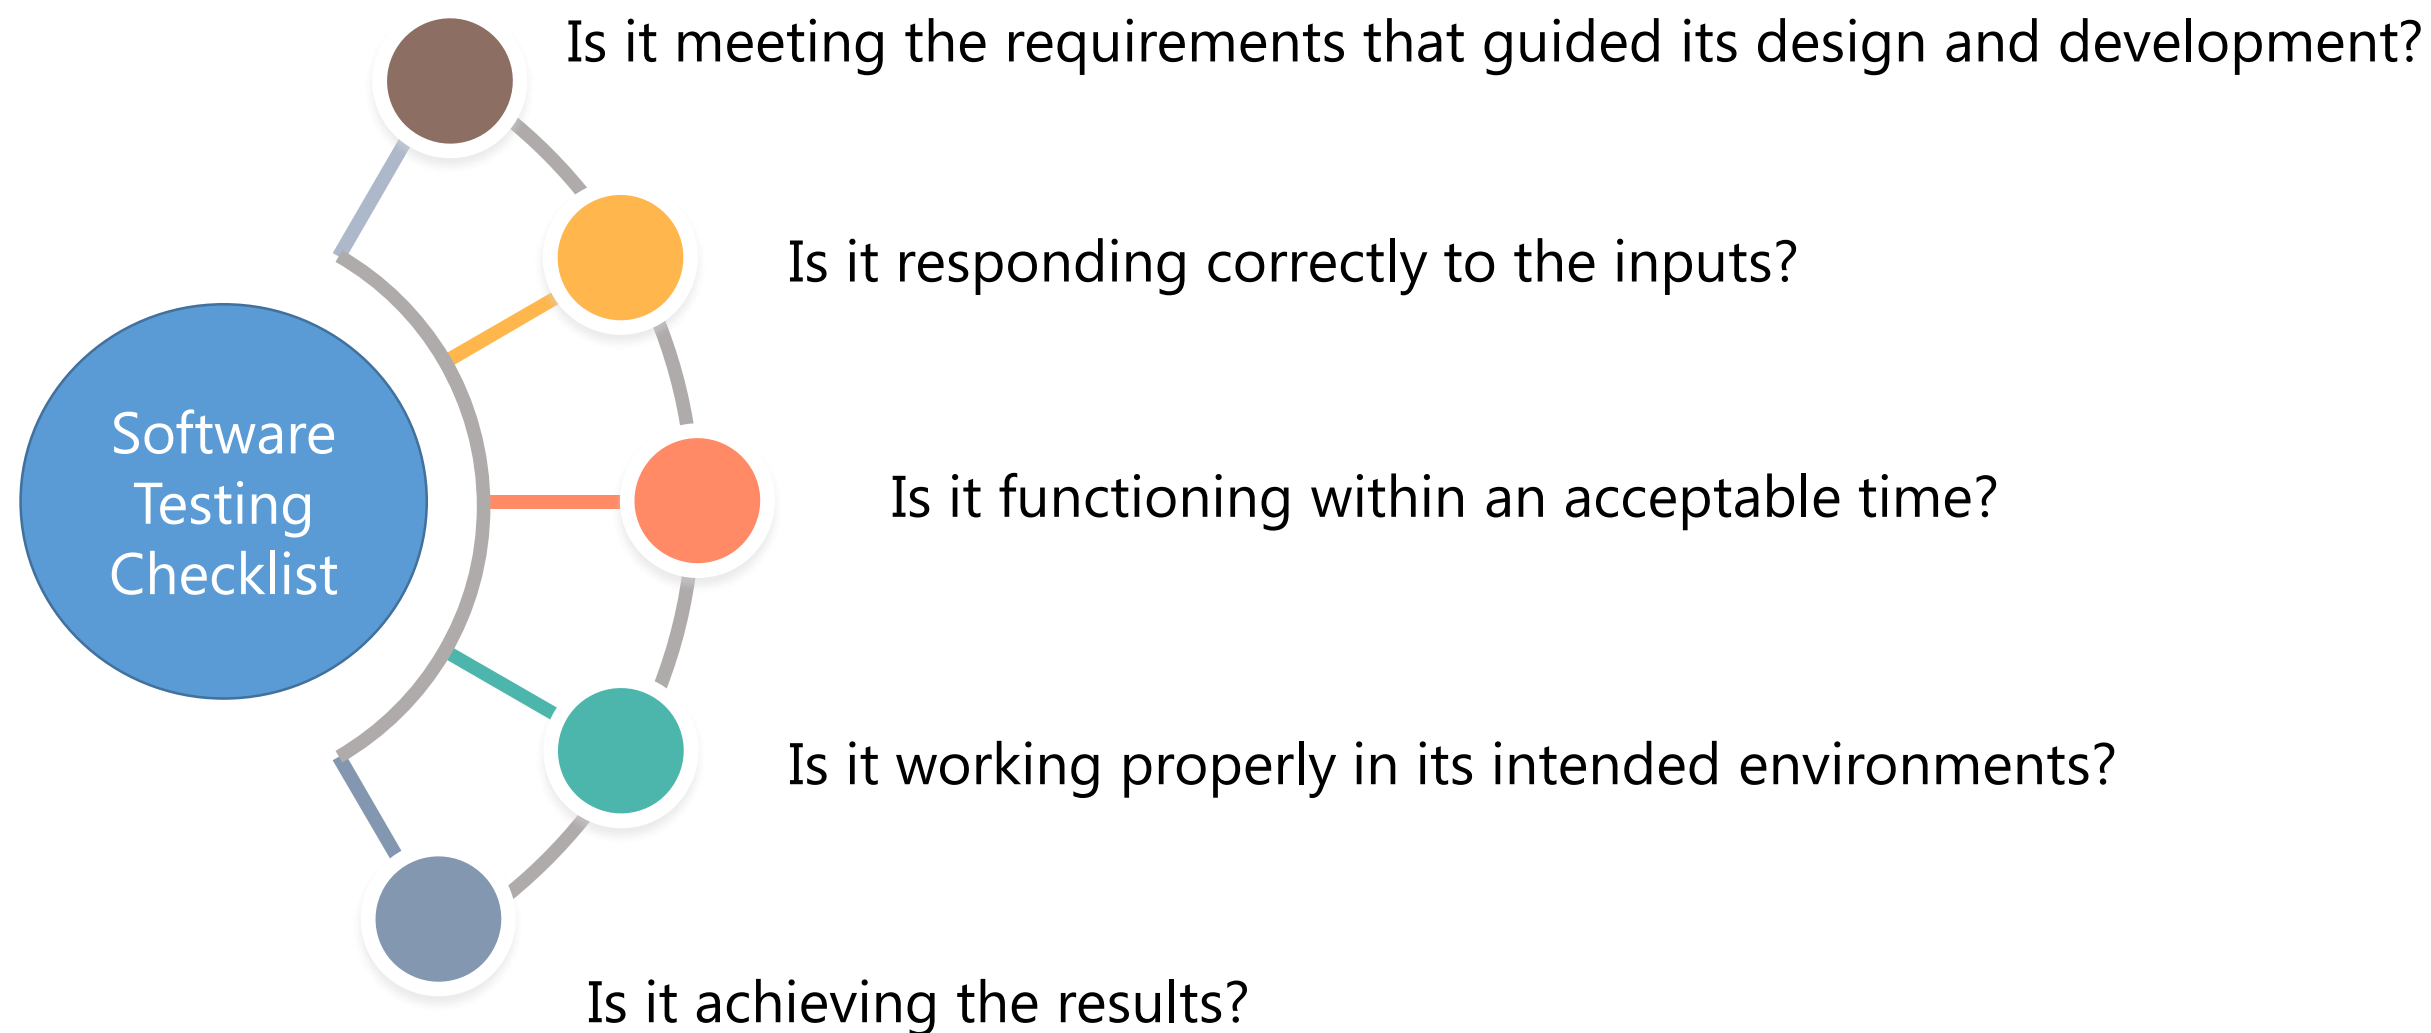 Is it meeting the requirements that guided its design and development?
Is it responding correctly to the inputs?
Software
Testing
Checklist
Is it functioning within an acceptable time?
Is it working properly in its intended environments?
Is it achieving the results?